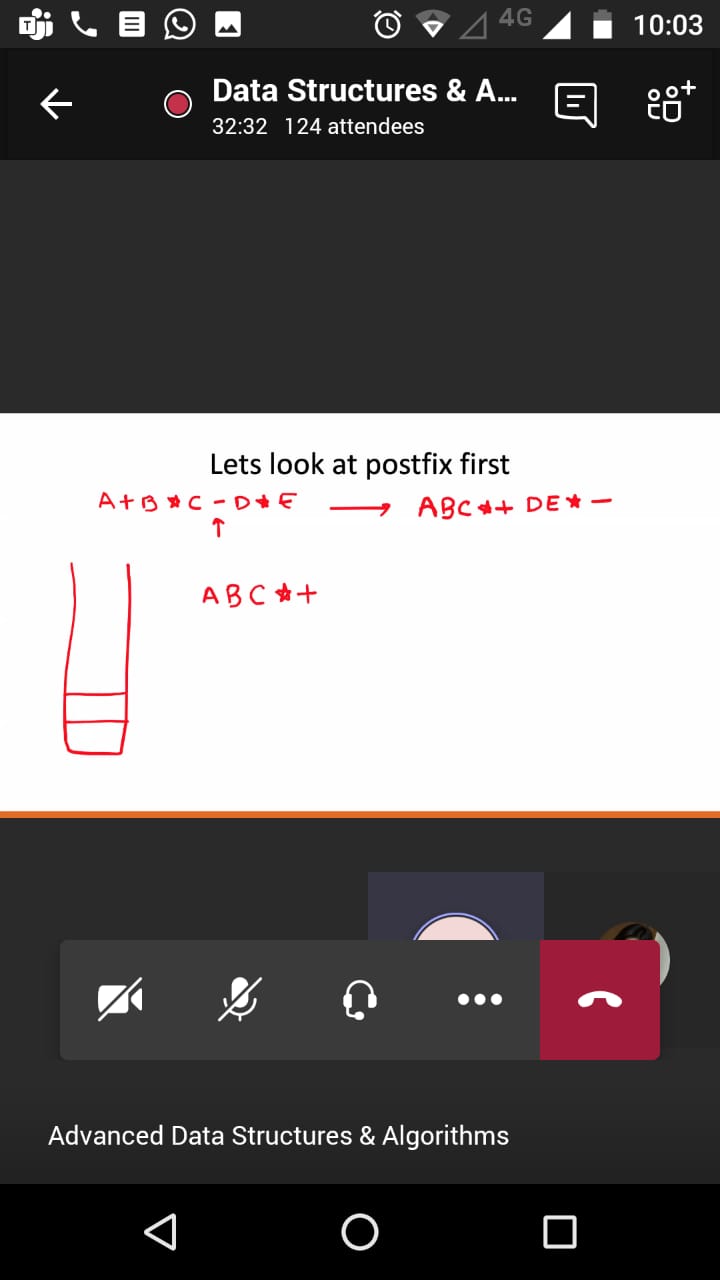 4G 10:03
Data Structures & A...
32:32 124 attendees
Lets look at postfix first
A+B*C-D*E → ABC*+DE*-
↑
ABC*+
Advanced Data Structures & Algorithms